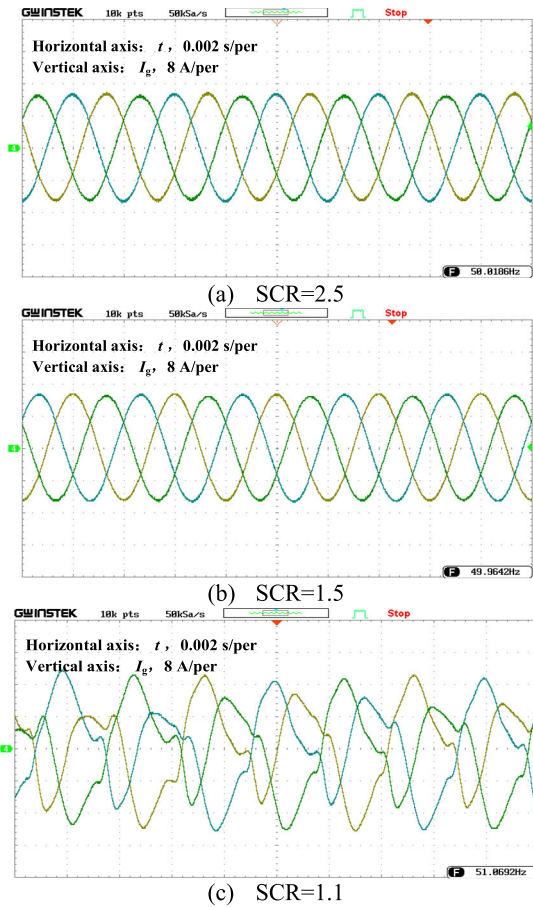 GWINSTEK 10k pts 50kSa/s Stop
Horizontal axis: t, 0.002 s/per
Vertical axis: Ig, 8 A/per
4
F 50.0186Hz
(a) SCR=2.5
GWINSTEK 10k pts 50kSa/s Stop
Horizontal axis: t, 0.002 s/per
Vertical axis: Ig, 8 A/per
4
F 49.9642Hz
(b) SCR=1.5
GWINSTEK 10k pts 50kSa/s Stop
Horizontal axis: t, 0.002 s/per
Vertical axis: Ig, 8 A/per
4
F 51.0692Hz
(c) SCR=1.1